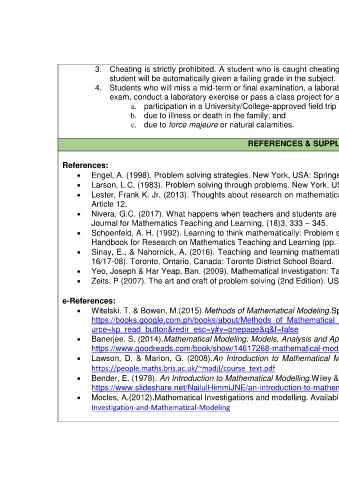 3. Cheating is strictly prohibited. A student who is caught cheating
student will be automatically given a failing grade in the subject.
4. Students who will miss a mid-term or final examination, a laborat
exam, conduct a laboratory exercise or pass a class project for a
a. participation in a University/College-approved field trip
b. due to illness or death in the family; and
c. due to force majeure or natural calamities.
REFERENCES & SUPPL
References:
• Engel, A. (1998). Problem solving strategies. New York, USA: Springe
• Larson, L.C. (1983). Problem solving through problems. New York, US
• Lester, Frank K. Jr. (2013). Thoughts about research on mathematica
Article 12.
• Nivera, G.C. (2017). What happens when teachers and students are
Journal for Mathematics Teaching and Learning, (18)3, 333 – 345.
• Schoenfeld, A. H. (1992). Learning to think mathematically: Problem s
Handbook for Research on Mathematics Teaching and Learning (pp.
• Sinay, E., & Nahornick, A. (2016). Teaching and learning mathemati
16/17-08). Toronto, Ontario, Canada: Toronto District School Board.
• Yeo, Joseph & Har Yeap, Ban. (2009). Mathematical Investigation: Ta
• Zeits, P (2007). The art and craft of problem solving (2nd Edition). US
e-References:
• Witelski. T. & Bowen, M.(2015).Methods of Mathematical Modeling.Sp
https://books.google.com.ph/books/about/Methods_of_Mathematical_
urce=kp_read_button&redir_esc=y#v=onepage&q&f=false
• Banerjee. S. (2014).Mathematical Modeling: Models, Analysis and Ap
https://www.goodreads.com/book/show/14617268-mathematical-mod
• Lawson, D. & Marion, G. (2008).An Introduction to Mathematical M
https://people.maths.bris.ac.uk/~madjl/course_text.pdf
• Bender, E. (1978). An Introduction to Mathematical Modelling.Wiley &
https://www.slideshare.net/NailulHimmiJNE/an-introduction-to-mathem
• Mocles, A.(2012).Mathematical Investigations and modelling. Availabl
Investigation-and-Mathematical-Modeling